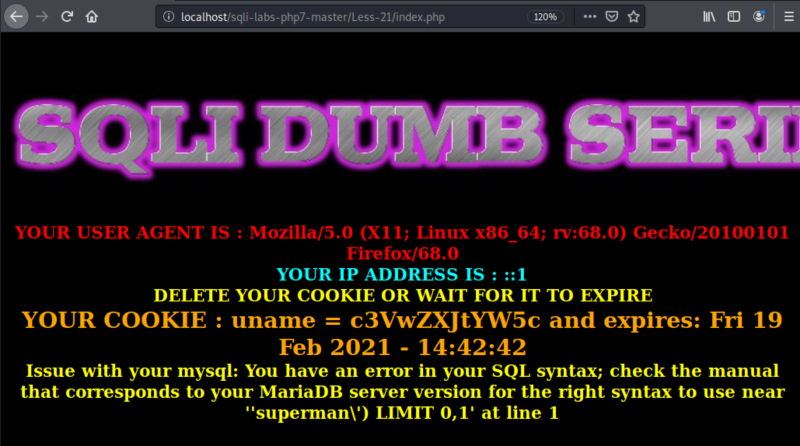 localhost/sqli-labs-php7-master/Less-21/index.php
120%
SQLI DUMB SERI
YOUR USER AGENT IS : Mozilla/5.0 (X11; Linux x86_64; rv:68.0) Gecko/20100101
Firefox/68.0
YOUR IP ADDRESS IS : ::1
DELETE YOUR COOKIE OR WAIT FOR IT TO EXPIRE
YOUR COOKIE : uname = c3VwZXJtYW5c and expires: Fri 19
Feb 2021 - 14:42:42
Issue with your mysql: You have an error in your SQL syntax; check the manual
that corresponds to your MariaDB server version for the right syntax to use near
''superman\') LIMIT 0,1' at line 1